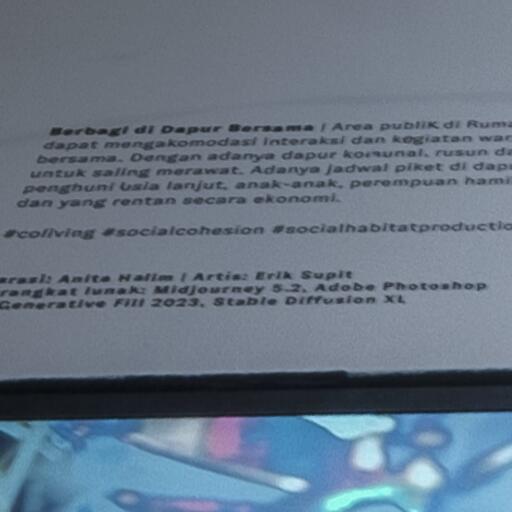 Berbagi di Dapur Bersama | Area publik di Ruma
dapat mengakomodasi interaksi dan kegiatan war
bersama. Dengan adanya dapur komunal, rusun da
untuk saling merawat. Adanya jadwal piket di dapu
penghuni usia lanjut, anak-anak, perempuan hami
dan yang rentan secara ekonomi.
#coliving #socialcohesion #socialhabitatproductio
arasi: Anita Halim | Artis: Erik Supit
rangkat lunak: Midjourney 5.2, Adobe Photoshop
Generative Fill 2023, Stable Diffusion XL